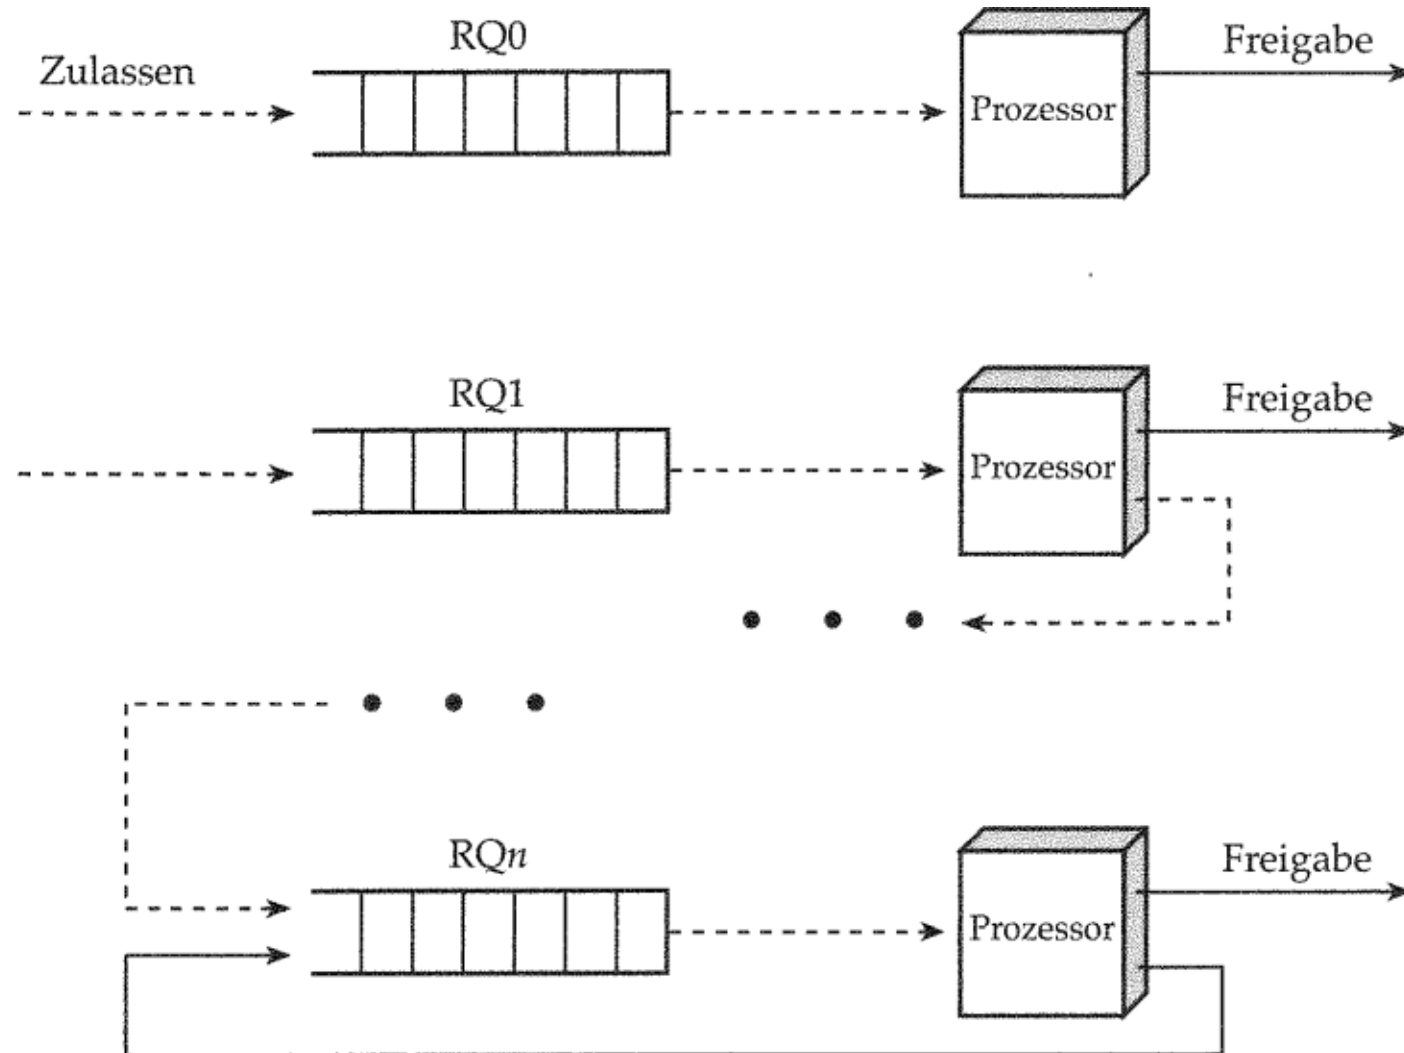 RQ0
Zulassen
Freigabe
Prozessor
RQ1
Freigabe
Prozessor
RQn
Freigabe
Prozessor